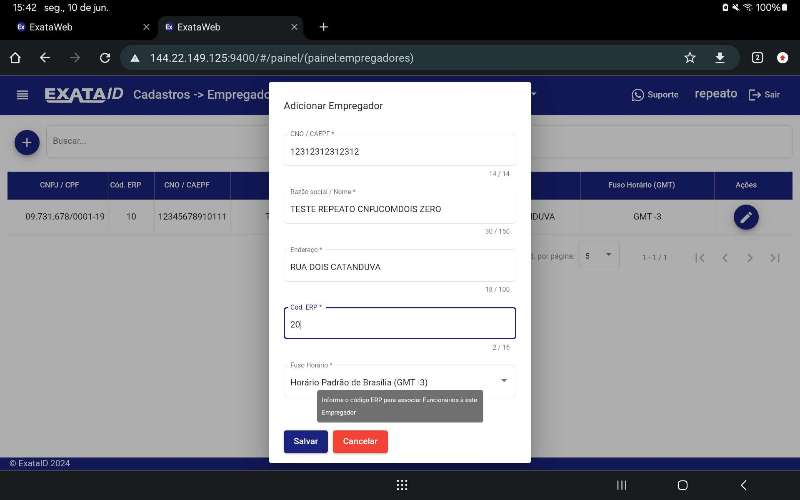 15:42 seg., 10 de jun.
100%
ExataWeb
ExataWeb
144.22.149.125:9400/#/painel/(painel:empregadores)
2
EXATAID
Cadastros -> Empregado
Suporte
repeato
Sair
Buscar...
CNPJ / CPF
Cód. ERP
CNO / CAEPF
Fuso Horário (GMT)
Ações
09.731.678/0001-19
10
12345678910111
T
DUVA
GMT -3
por página:
5
1 - 1 / 1
Adicionar Empregador
CNO / CAEPF *
12312312312312
14 / 14
Razão social / Nome *
TESTE REPEATO CNPJCOMDOIS ZERO
30 / 150
Endereço *
RUA DOIS CATANDUVA
18 / 100
Cód. ERP *
20
2 / 16
Fuso Horário *
Horário Padrão de Brasília (GMT -3)
Informe o código ERP para associar Funcionários à este
Empregador
Salvar
Cancelar
© ExataID 2024